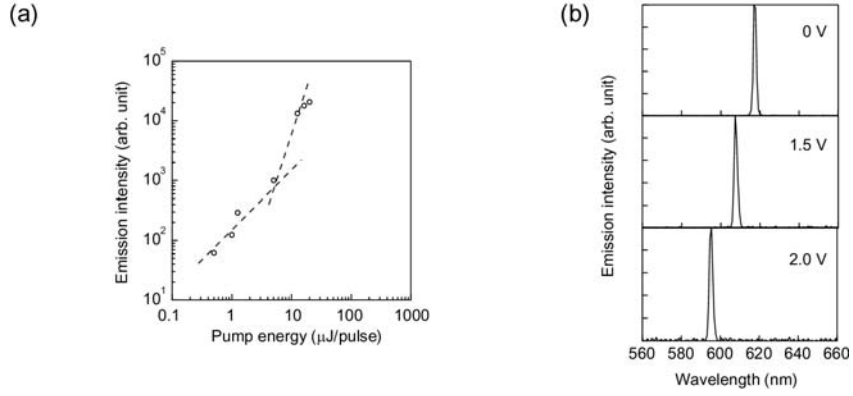 (a)
Emission intensity (arb. unit)
10^5
10^4
10^3
10^2
10^1
0.1 1 10 100 1000
Pump energy (μJ/pulse)
(b)
Emission intensity (arb. unit)
0 V
1.5 V
2.0 V
560 580 600 620 640 660
Wavelength (nm)